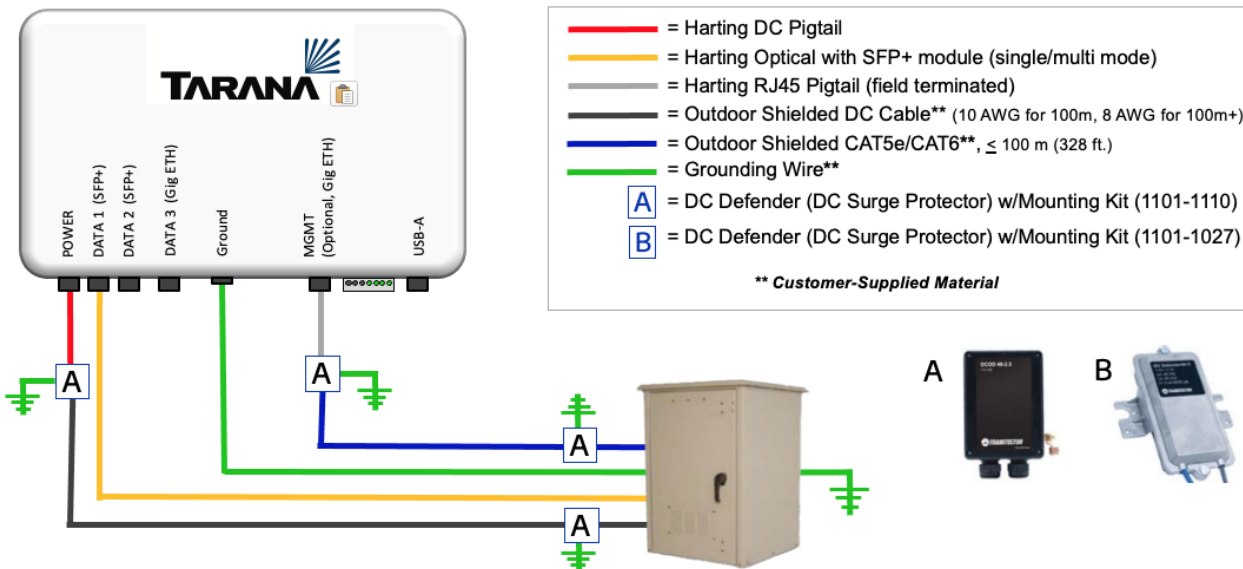 TARANA
POWER
DATA 1 (SFP+)
DATA 2 (SFP+)
DATA 3 (Gig ETH)
Ground
MGMT
(Optional, Gig ETH)
USB-A
= Harting DC Pigtail
= Harting Optical with SFP+ module (single/multi mode)
= Harting RJ45 Pigtail (field terminated)
= Outdoor Shielded DC Cable** (10 AWG for 100m, 8 AWG for 100m+)
= Outdoor Shielded CAT5e/CAT6**, ≤ 100 m (328 ft.)
= Grounding Wire**
A = DC Defender (DC Surge Protector) w/Mounting Kit (1101-1110)
B = DC Defender (DC Surge Protector) w/Mounting Kit (1101-1027)
** Customer-Supplied Material
A
A
A
A
A
B
TRANSTECTOR